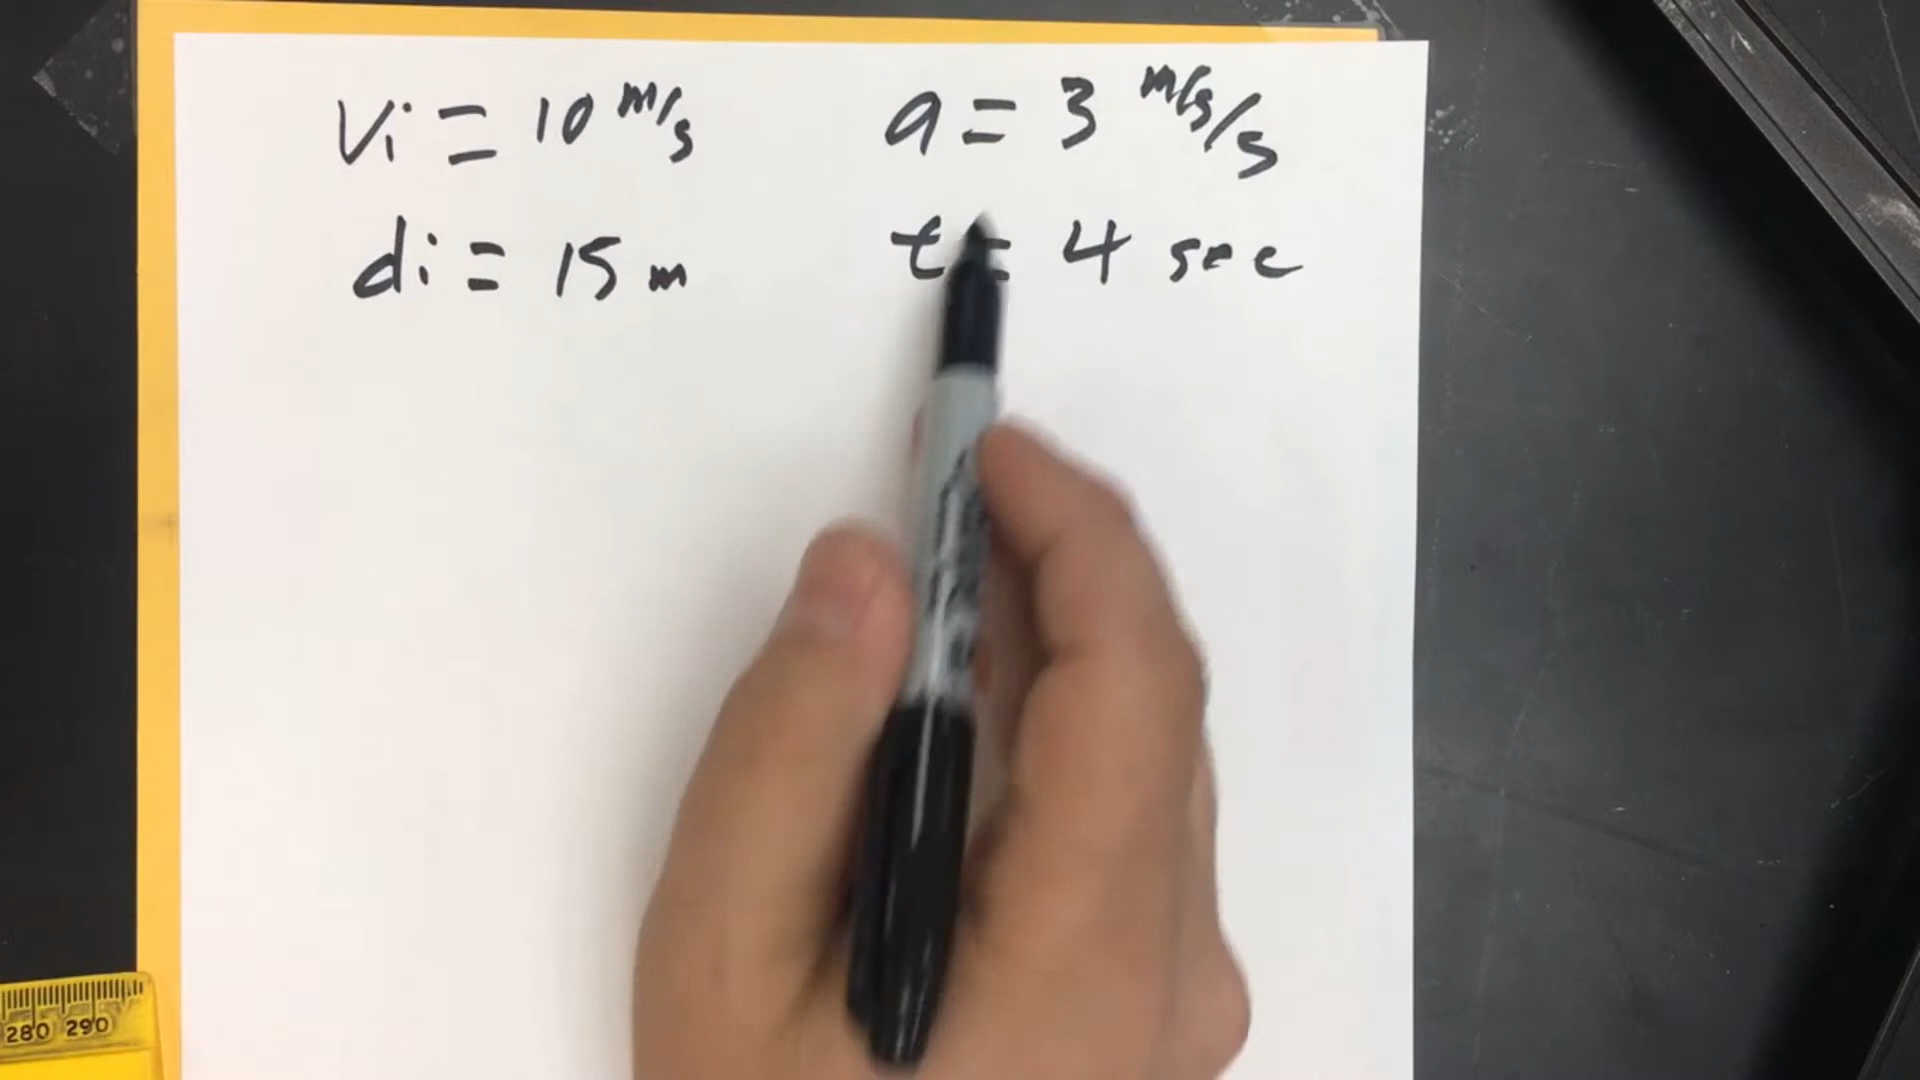 vi = 10 m/s a = 3 m/s/s
di = 15 m t = 4 sec
280 290